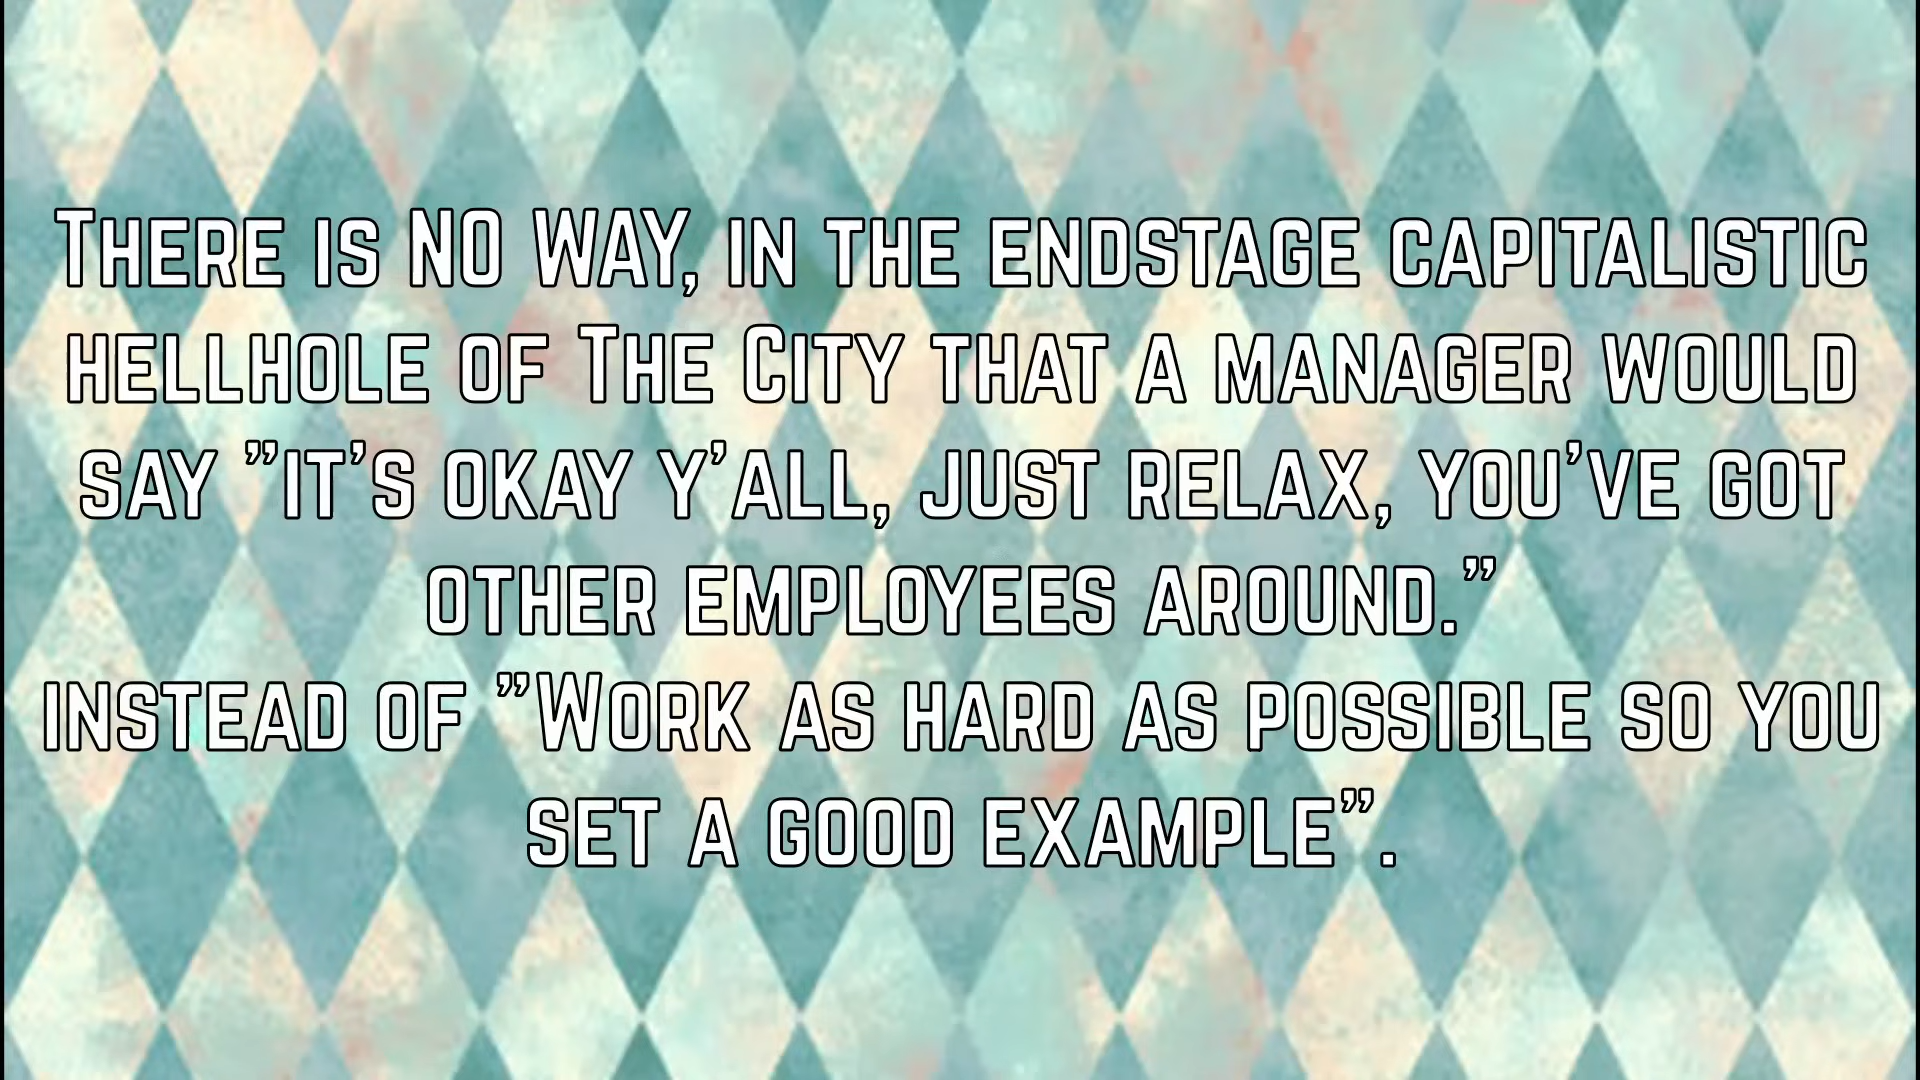 There is NO WAY, in the endstage capitalistic
hellhole of The City that a manager would
say ”it’s okay y’all, just relax, you’ve got
other employees around.”
instead of ”Work as hard as possible so you
set a good example”.